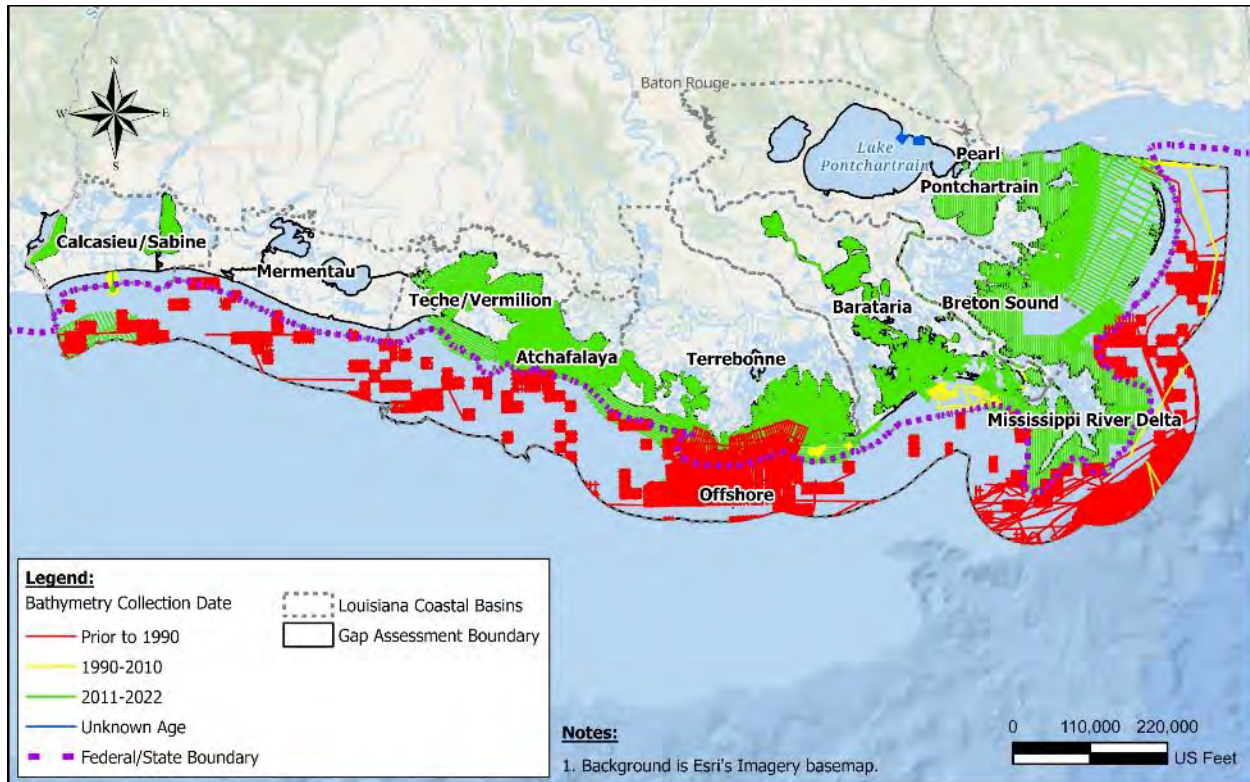 N
W
E
S
Baton Rouge
Lake
Pontchartrain
Pearl
Pontchartrain
Calcasieu/Sabine
Mermentau
Teche/Vermilion
Barataria
Breton Sound
Atchafalaya
Terrebonne
Mississippi River Delta
Offshore
Legend:
Bathymetry Collection Date
Prior to 1990
1990-2010
2011-2022
Unknown Age
Federal/State Boundary
Louisiana Coastal Basins
Gap Assessment Boundary
Notes:
1. Background is Esri's Imagery basemap.
0 110,000 220,000
US Feet